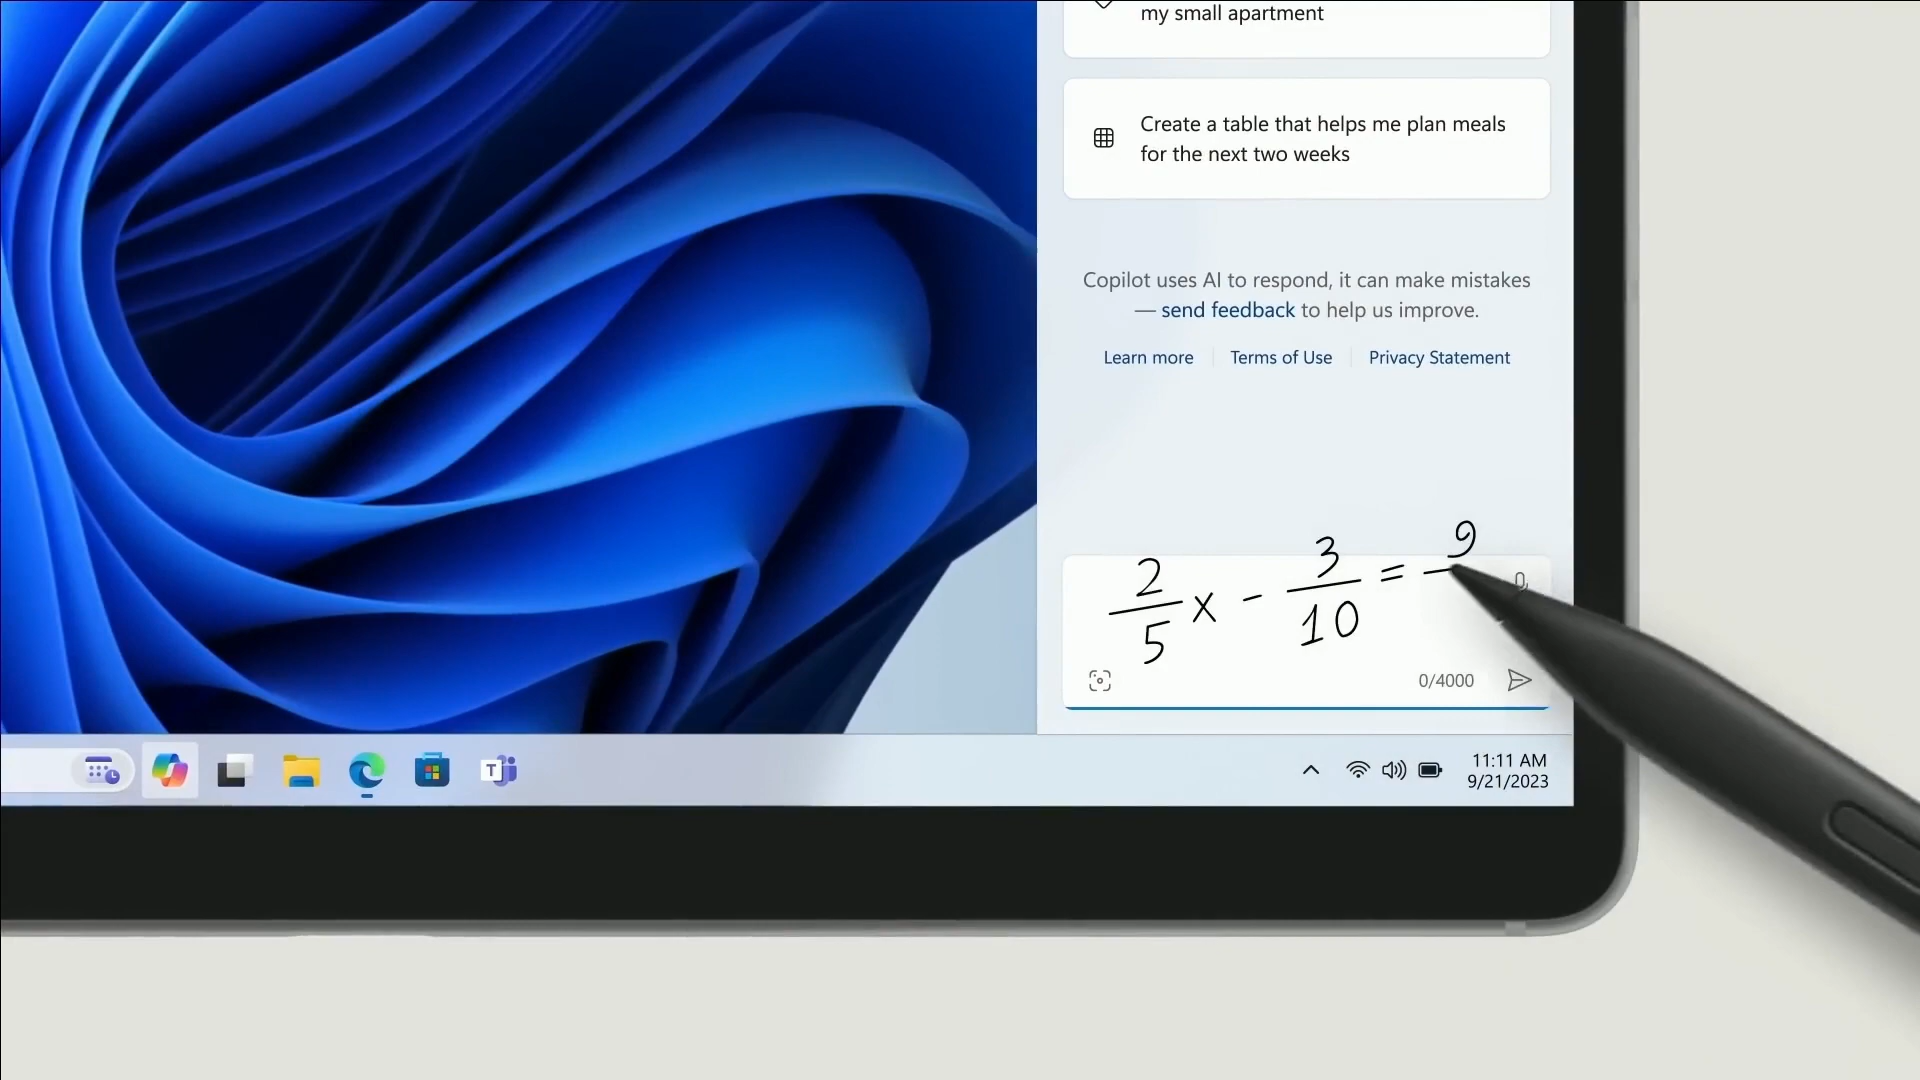 my small apartment
Create a table that helps me plan meals
for the next two weeks
Copilot uses AI to respond, it can make mistakes
— send feedback to help us improve.
Learn more Terms of Use Privacy Statement
2/5 x - 3/10 = 9/
0/4000
T
11:11 AM
9/21/2023